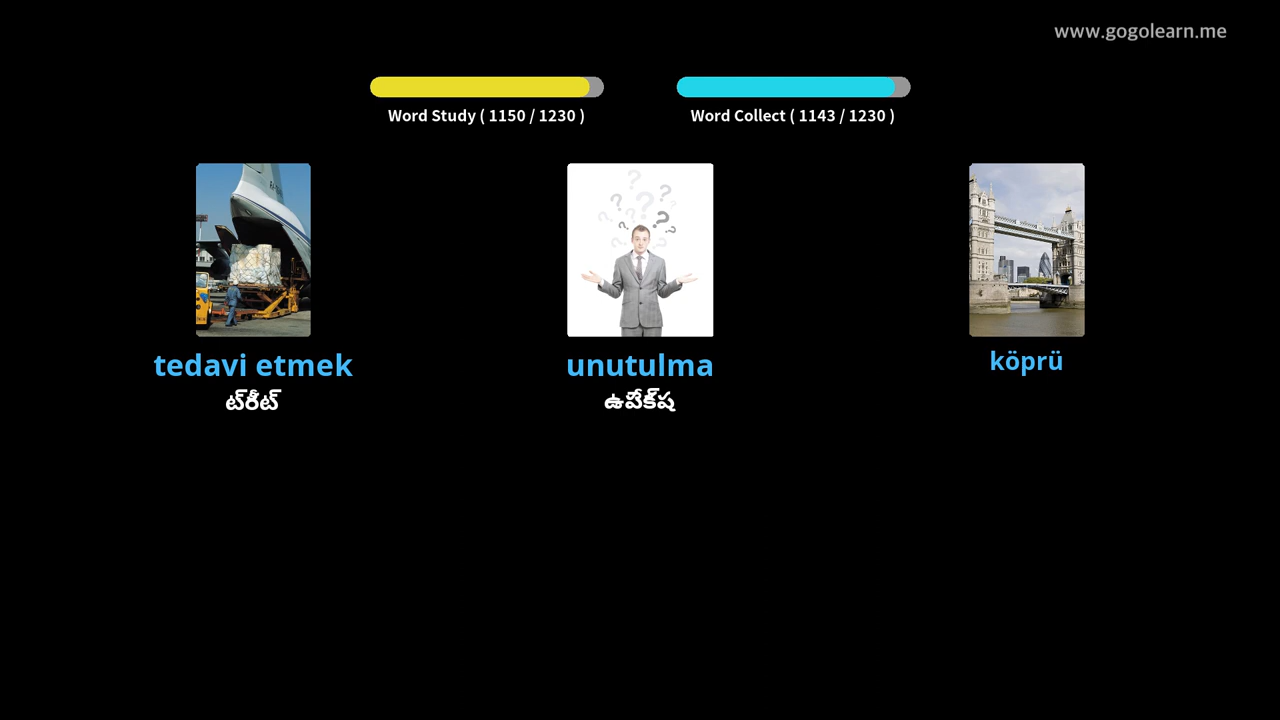 www.gogolearn.me
Word Study ( 1150 / 1230 )
Word Collect ( 1143 / 1230 )
tedavi etmek
ట్రీట్
unutulma
ఉపేక్ష
köprü